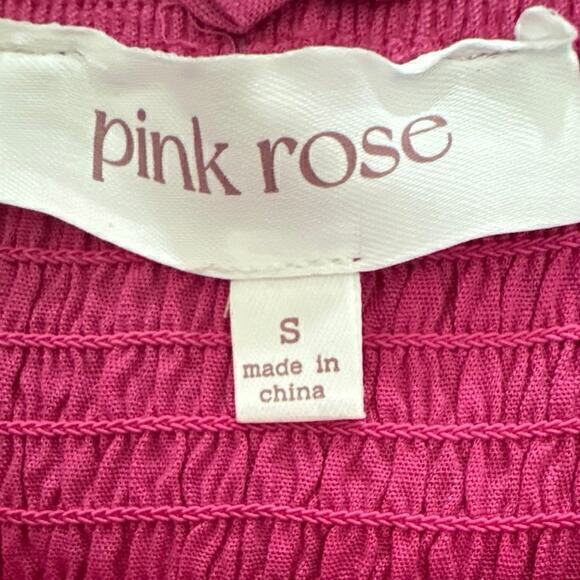 pink rose
S
made in
china